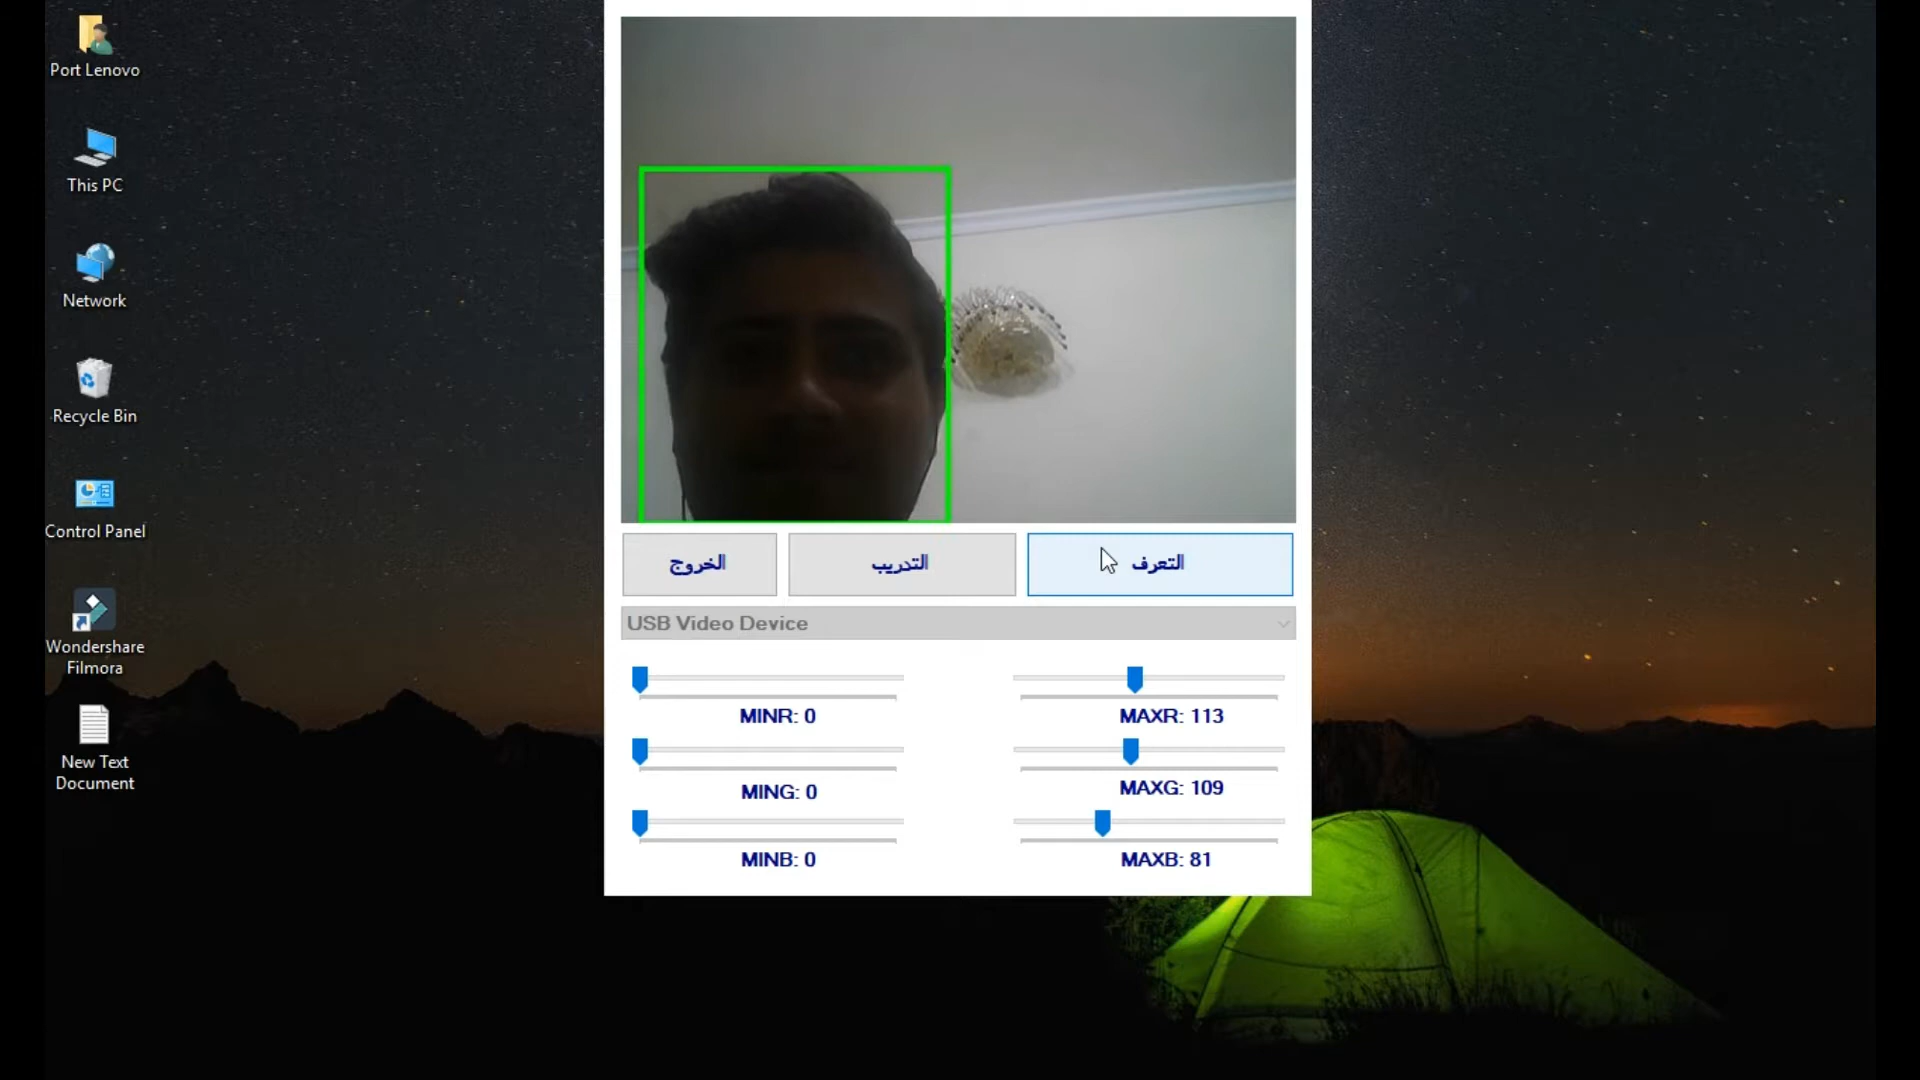 Port Lenovo
This PC
Network
Recycle Bin
Control Panel
Wondershare
Filmora
New Text
Document
التعرف
التدريب
الخروج
USB Video Device
MINR: 0
MAXR: 113
MING: 0
MAXG: 109
MINB: 0
MAXB: 81